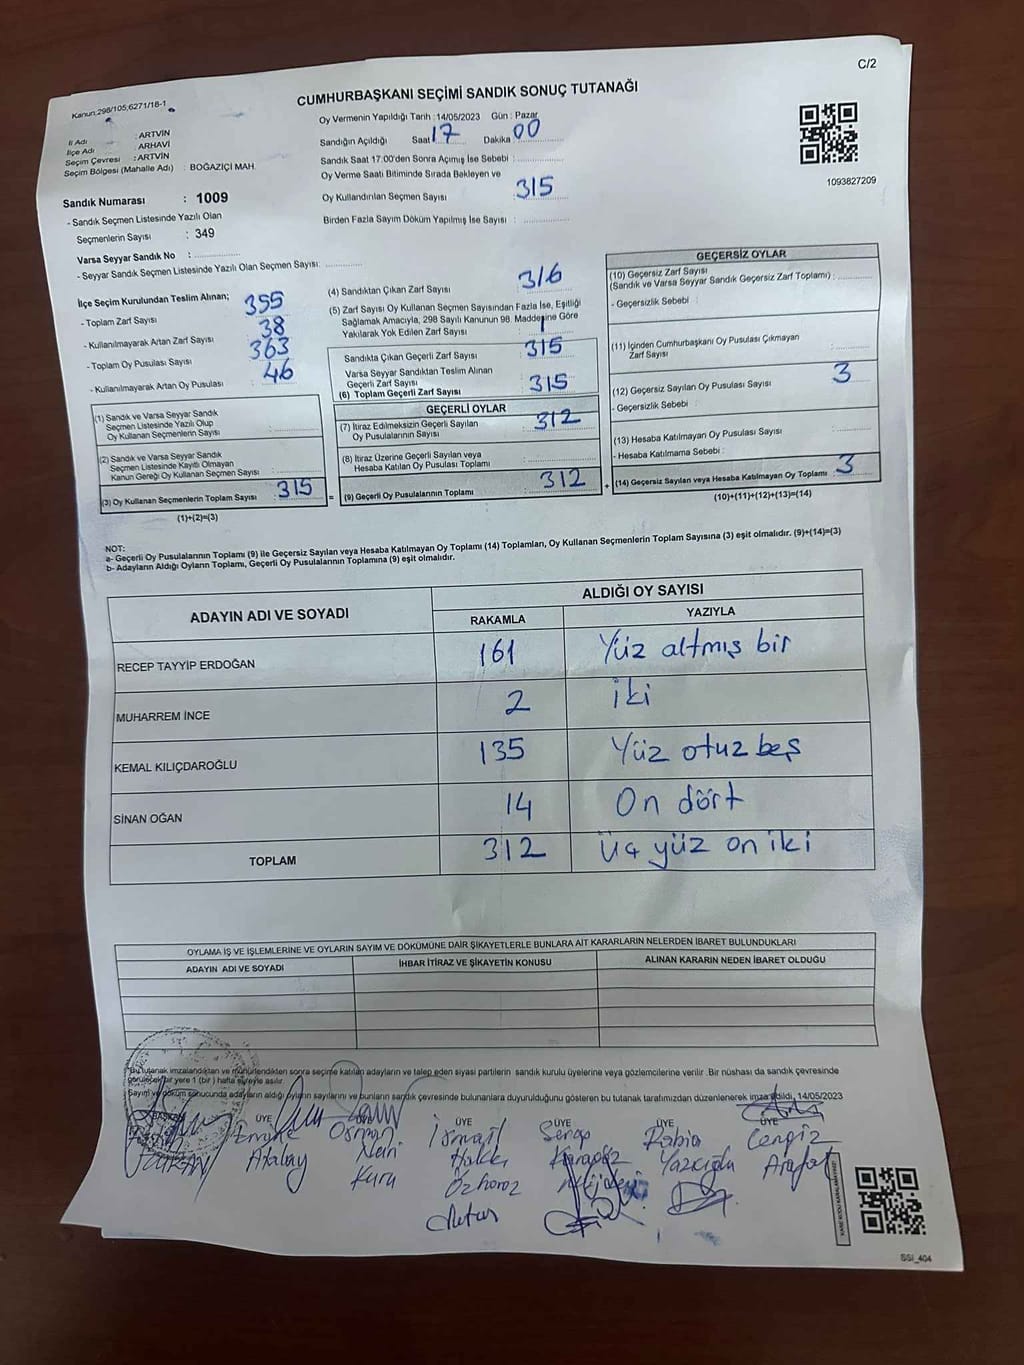 C/2
Kanun:298/105,6271/18-1
CUMHURBAŞKANI SEÇİMİ SANDIK SONUÇ TUTANAĞI
İl Adı : ARTVİN
İlçe Adı : ARHAVİ
Seçim Çevresi : ARTVİN
Seçim Bölgesi (Mahalle Adı) : BOĞAZİÇİ MAH.
Sandık Numarası : 1009
- Sandık Seçmen Listesinde Yazılı Olan
Seçmenlerin Sayısı : 349
Varsa Seyyar Sandık No :
- Seyyar Sandık Seçmen Listesinde Yazılı Olan Seçmen Sayısı:
Oy Vermenin Yapıldığı Tarih :14/05/2023 Gün : Pazar
Sandığın Açıldığı Saat 17 Dakika 00
Sandık Saat 17.00'den Sonra Açımış İse Sebebi :
Oy Verme Saati Bitiminde Sırada Bekleyen ve
Oy Kullandırılan Seçmen Sayısı 315
Birden Fazla Sayım Döküm Yapılmış İse Sayısı :
1093827209
İlçe Seçim Kurulundan Teslim Alınan;
- Toplam Zarf Sayısı 355
- Kullanılmayarak Artan Zarf Sayısı 38
- Toplam Oy Pusulası Sayısı 363
- Kullanılmayarak Artan Oy Pusulası 46
(1) Sandık ve Varsa Seyyar Sandık
Seçmen Listesinde Yazılı Olup
Oy Kullanan Seçmenlerin Sayısı
(2) Sandık ve Varsa Seyyar Sandık
Seçmen Listesinde Kayıtlı Olmayan
Kanun Gereği Oy Kullanan Seçmen Sayısı
(3) Oy Kullanan Seçmenlerin Toplam Sayısı 315
(1)+(2)=(3)
(4) Sandıktan Çıkan Zarf Sayısı 316
(5) Zarf Sayısı Oy Kullanan Seçmen Sayısından Fazla İse, Eşitliği
Sağlamak Amacıyla, 298 Sayılı Kanunun 98. Maddesine Göre
Yakılarak Yok Edilen Zarf Sayısı 1
Sandıkta Çıkan Geçerli Zarf Sayısı 315
Varsa Seyyar Sandıktan Teslim Alınan
Geçerli Zarf Sayısı
(6) Toplam Geçerli Zarf Sayısı 315
GEÇERLİ OYLAR
(7) İtiraz Edilmeksizin Geçerli Sayılan
Oy Pusulalarının Sayısı 312
(8) İtiraz Üzerine Geçerli Sayılan veya
Hesaba Katılan Oy Pusulası Toplamı
= (9) Geçerli Oy Pusulalarının Toplamı 312
GEÇERSİZ OYLAR
(10) Geçersiz Zarf Sayısı
(Sandık ve Varsa Seyyar Sandık Geçersiz Zarf Toplamı) :
- Geçersizlik Sebebi :
(11) İçinden Cumhurbaşkanı Oy Pusulası Çıkmayan
Zarf Sayısı
(12) Geçersiz Sayılan Oy Pusulası Sayısı 3
- Geçersizlik Sebebi :
(13) Hesaba Katılmayan Oy Pusulası Sayısı
- Hesaba Katılmama Sebebi :
+ (14) Geçersiz Sayılan veya Hesaba Katılmayan Oy Toplamı 3
(10)+(11)+(12)+(13)=(14)
NOT:
a- Geçerli Oy Pusulalarının Toplamı (9) ile Geçersiz Sayılan veya Hesaba Katılmayan Oy Toplamı (14) Toplamları, Oy Kullanan Seçmenlerin Toplam Sayısına (3) eşit olmalıdır. (9)+(14)=(3)
b- Adayların Aldığı Oyların Toplamı, Geçerli Oy Pusulalarının Toplamına (9) eşit olmalıdır.
ADAYIN ADI VE SOYADI ALDIĞI OY SAYISI
RAKAMLA YAZIYLA
RECEP TAYYİP ERDOĞAN 161 Yüz altmış bir
MUHARREM İNCE 2 iki
KEMAL KILIÇDAROĞLU 135 Yüz otuz beş
SİNAN OĞAN 14 On dört
TOPLAM 312 Üç yüz on iki
OYLAMA İŞ VE İŞLEMLERİNE VE OYLARIN SAYIM VE DÖKÜMÜNE DAİR ŞİKAYETLERLE BUNLARA AİT KARARLARIN NELERDEN İBARET BULUNDUKLARI
ADAYIN ADI VE SOYADI İHBAR İTİRAZ VE ŞİKAYETİN KONUSU ALINAN KARARIN NEDEN İBARET OLDUĞU
Bu tutanak imzalandıktan ve mühürlendikten sonra seçime katılan adayların ve talep eden siyasi partilerin sandık kurulu üyelerine veya gözlemcilerine verilir .Bir nüshası da sandık çevresinde
görülecek bir yere 1 (bir) hafta süreyle asılır.
Sayım ve döküm sonucunda adayların aldığı oyların sayılarını ve bunların sandık çevresinde bulunanlara duyurulduğunu gösteren bu tutanak tarafımızdan düzenlenerek imza edildi. 14/05/2023
BAŞKAN ÜYE ÜYE ÜYE ÜYE ÜYE
Emine Osman İsmail Serap Rabia Cengiz
Atabay Nuri Hakkı Karagöz Yazıcıoğlu Arafat
Kuru Özhoroz
SSI_404